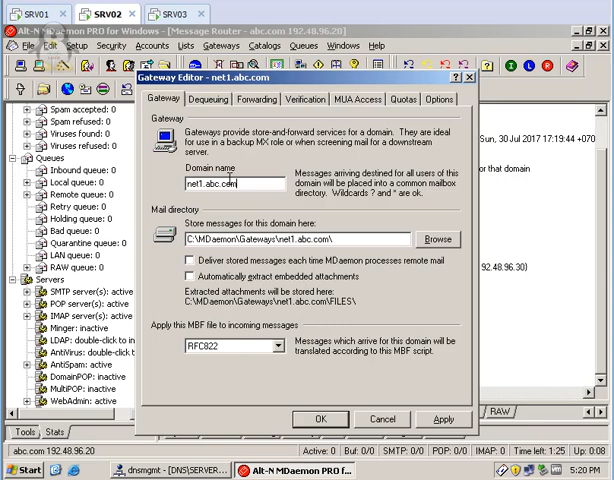 SRV01 SRV02 SRV03
Alt-N MDaemon PRO for Windows - [Message Router - abc.com 192.48.96.20]
File Edit Setup Security Accounts Lists Gateways Catalogs Queues Windows Help
Spam accepted: 0
Spam refused: 0
Viruses found: 0
Viruses refused: 0
Queues
Inbound queue: 0
Local queue: 0
Remote queue: 0
Retry queue: 0
Holding queue: 0
Bad queue: 0
Quarantine queue: 0
LAN queue: 0
RAW queue: 0
Servers
SMTP server(s): active
POP server(s): active
IMAP server(s): active
Minger: inactive
LDAP: double-click to in
AntiVirus: double-click t
AntiSpam: active
DomainPOP: inactive
MultiPOP: inactive
WebAdmin: active
Gateway Editor - net1.abc.com
Gateway Dequeuing Forwarding Verification MUA Access Quotas Options
Gateway
Gateways provide store-and-forward services for a domain. They are ideal
for use in a backup MX role or when screening mail for a downstream
server.
Domain name
net1.abc.com
Messages arriving destined for all users of this
domain will be placed into a common mailbox
directory. Wildcards ? and * are ok.
Mail directory
Store messages for this domain here:
C:\MDaemon\Gateways\net1.abc.com\
Browse
Deliver stored messages each time MDaemon processes remote mail
Automatically extract embedded attachments
Extracted attachments will be stored here:
C:\MDaemon\Gateways\net1.abc.com\FILES\
Apply this MBF file to incoming messages
RFC822
Messages which arrive for this domain will be
translated according to this MBF script.
OK Cancel Apply
Sun, 30 Jul 2017 17:19:44 +070
or that domain
92.48.96.30)
RAW
Tools Stats
abc.com 192.48.96.20 Active: 0 Buf: 0/0 SMTP: 0/0 POP: 0/0 IMAP: 0 Time left: 1:25 Up: 0:08
Start dnsmgmt - [DNS\SERVER... Alt-N MDaemon PRO f... 5:20 PM